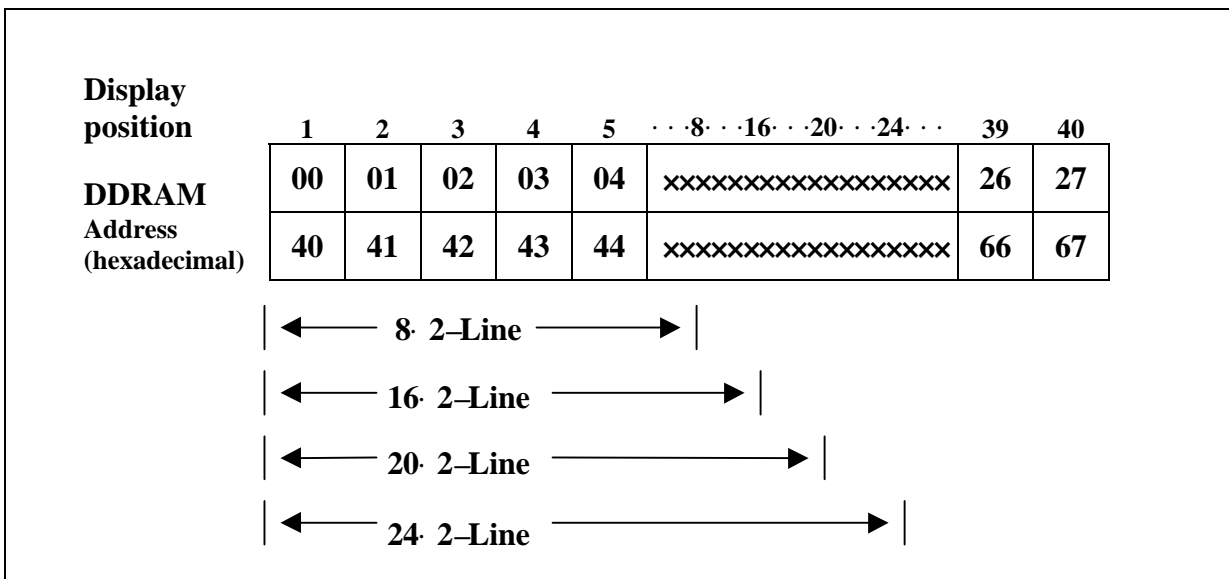 Display
position 1 2 3 4 5 · · ·8· · ·16· · ·20· · ·24· · · 39 40
DDRAM 00 01 02 03 04 ×××××××××××××××××× 26 27
Address
(hexadecimal) 40 41 42 43 44 ×××××××××××××××××× 66 67
8· 2–Line
16· 2–Line
20· 2–Line
24· 2–Line